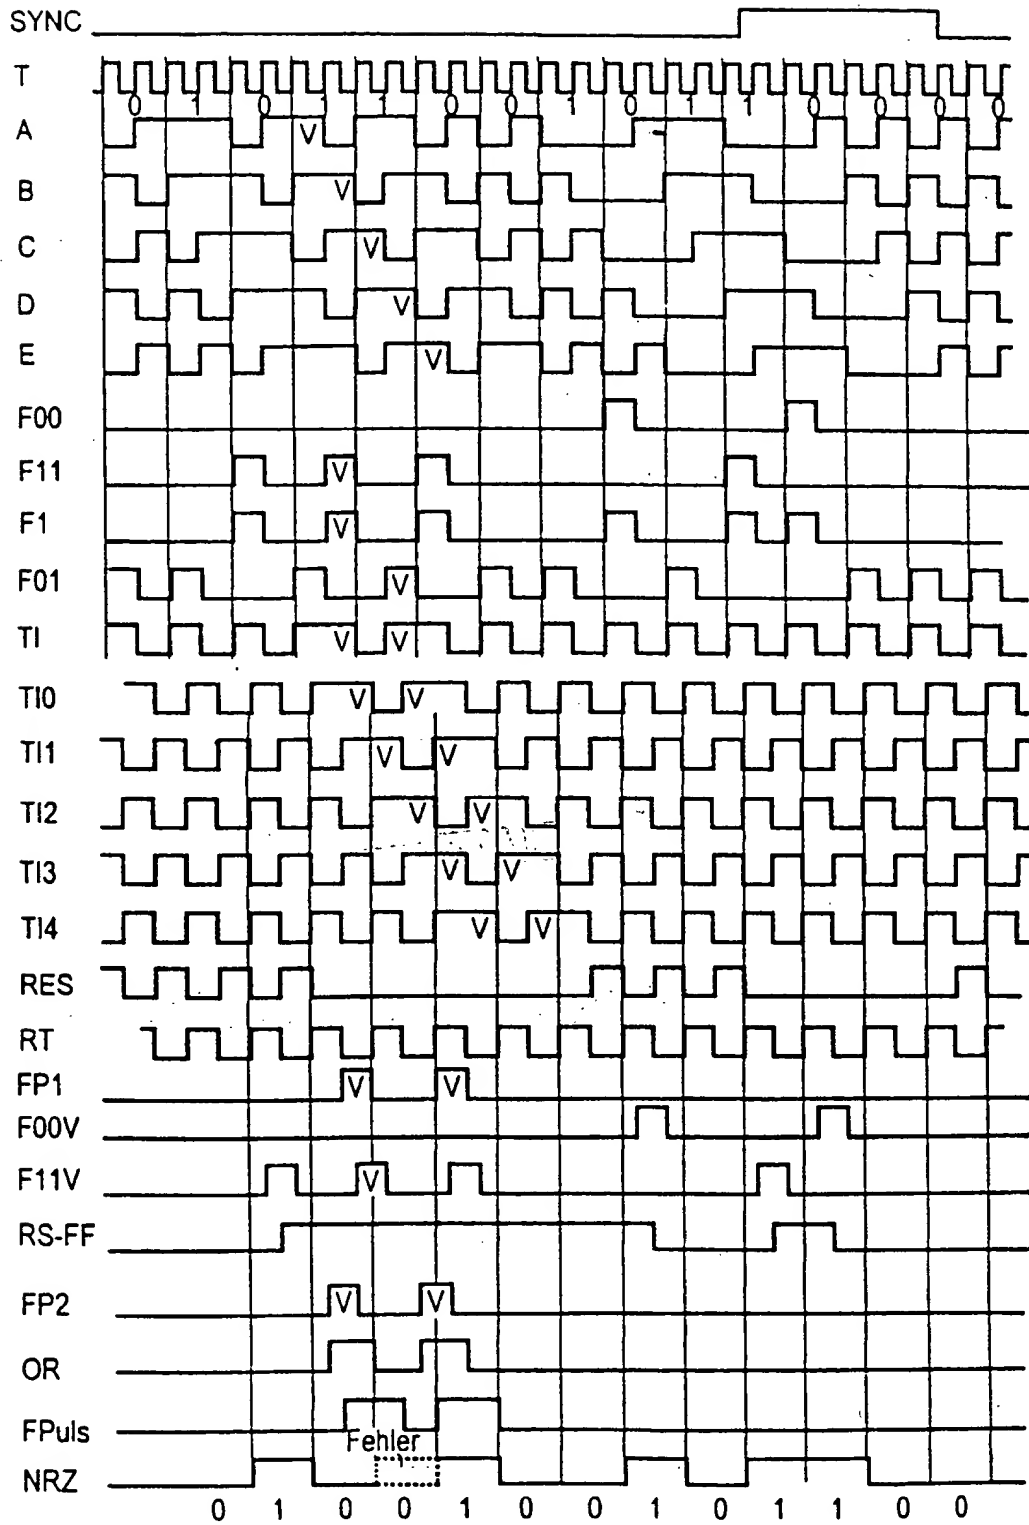 SYNC
T
0 1 0 1 1 0 0 1 0 1 1 0 0 0 0
A V
B V
C V
D V
E V
F00
F11 V
F1 V
F01 V
TI V V
TI0 V V
TI1 V V
TI2 V V
TI3 V V
TI4 V V
RES
RT
FP1 V V
F00V
F11V V
RS-FF
FP2 V V
OR
FPuls
Fehler
NRZ
0 1 0 0 1 0 0 1 0 1 1 0 0